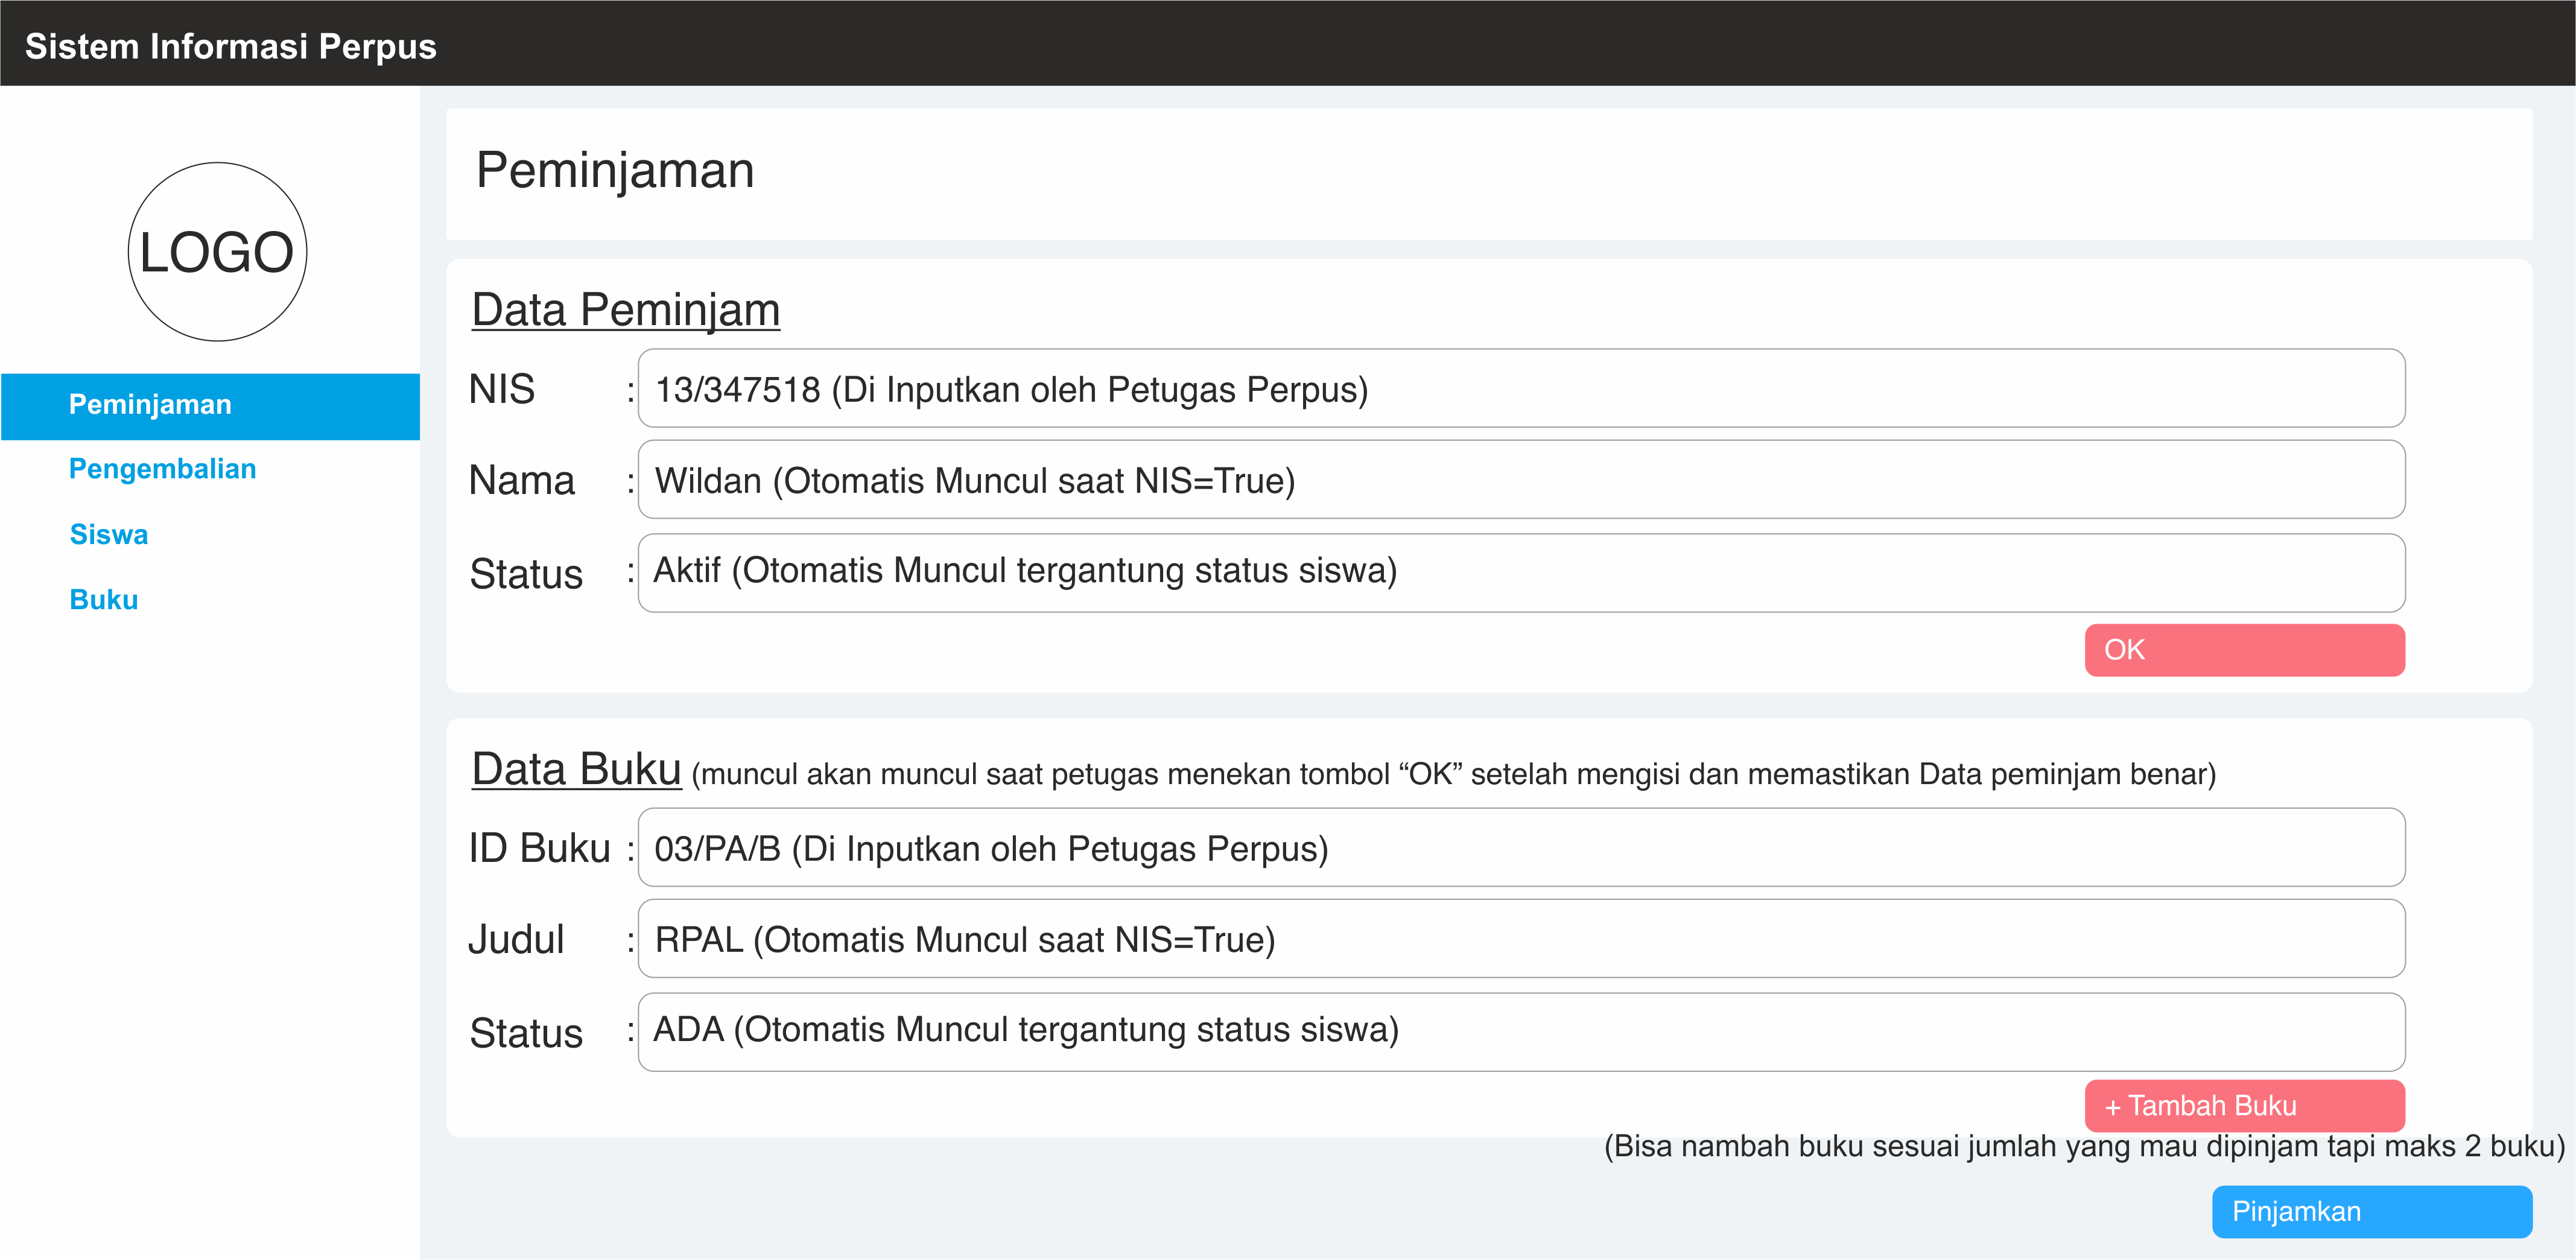 Sistem Informasi Perpus
LOGO
Peminjaman
Pengembalian
Siswa
Buku
Peminjaman
Data Peminjam
NIS : 13/347518 (Di Inputkan oleh Petugas Perpus)
Nama : Wildan (Otomatis Muncul saat NIS=True)
Status : Aktif (Otomatis Muncul tergantung status siswa)
OK
Data Buku (muncul akan muncul saat petugas menekan tombol “OK” setelah mengisi dan memastikan Data peminjam benar)
ID Buku : 03/PA/B (Di Inputkan oleh Petugas Perpus)
Judul : RPAL (Otomatis Muncul saat NIS=True)
Status : ADA (Otomatis Muncul tergantung status siswa)
+ Tambah Buku
(Bisa nambah buku sesuai jumlah yang mau dipinjam tapi maks 2 buku)
Pinjamkan